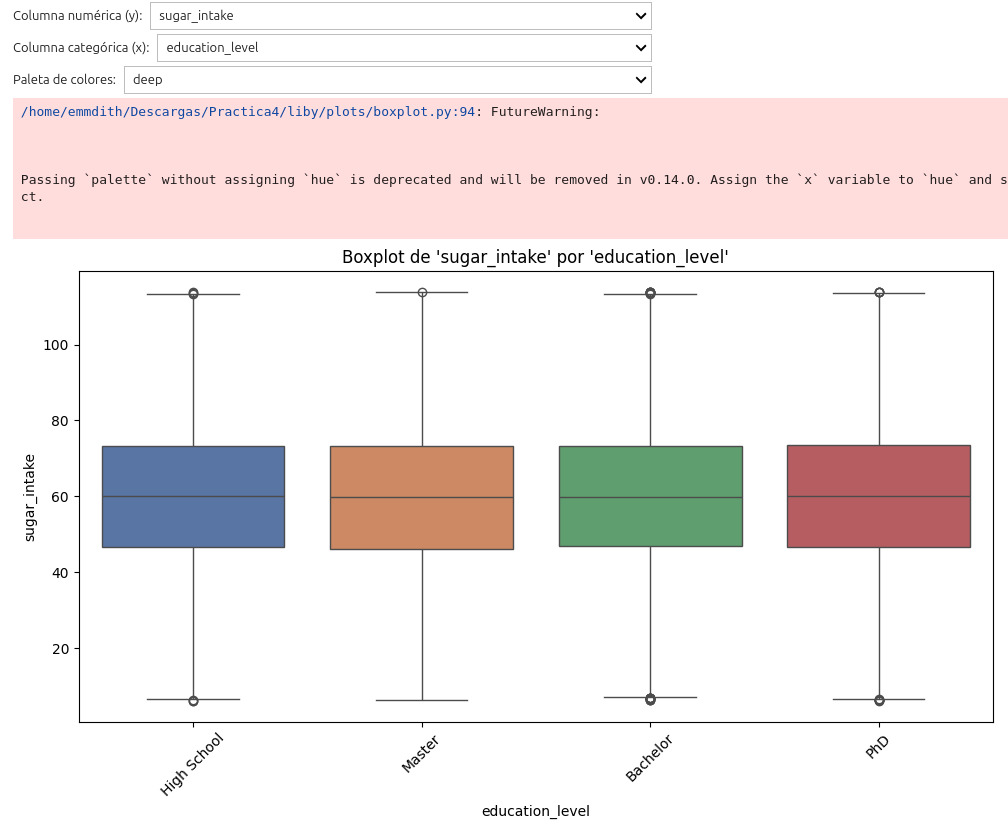 Columna numérica (y): sugar_intake
Columna categórica (x): education_level
Paleta de colores: deep
/home/emmdith/Descargas/Practica4/liby/plots/boxplot.py:94: FutureWarning:
Passing `palette` without assigning `hue` is deprecated and will be removed in v0.14.0. Assign the `x` variable to `hue` and s
ct.
Boxplot de 'sugar_intake' por 'education_level'
100
80
60
40
20
sugar_intake
High School
Master
Bachelor
PhD
education_level